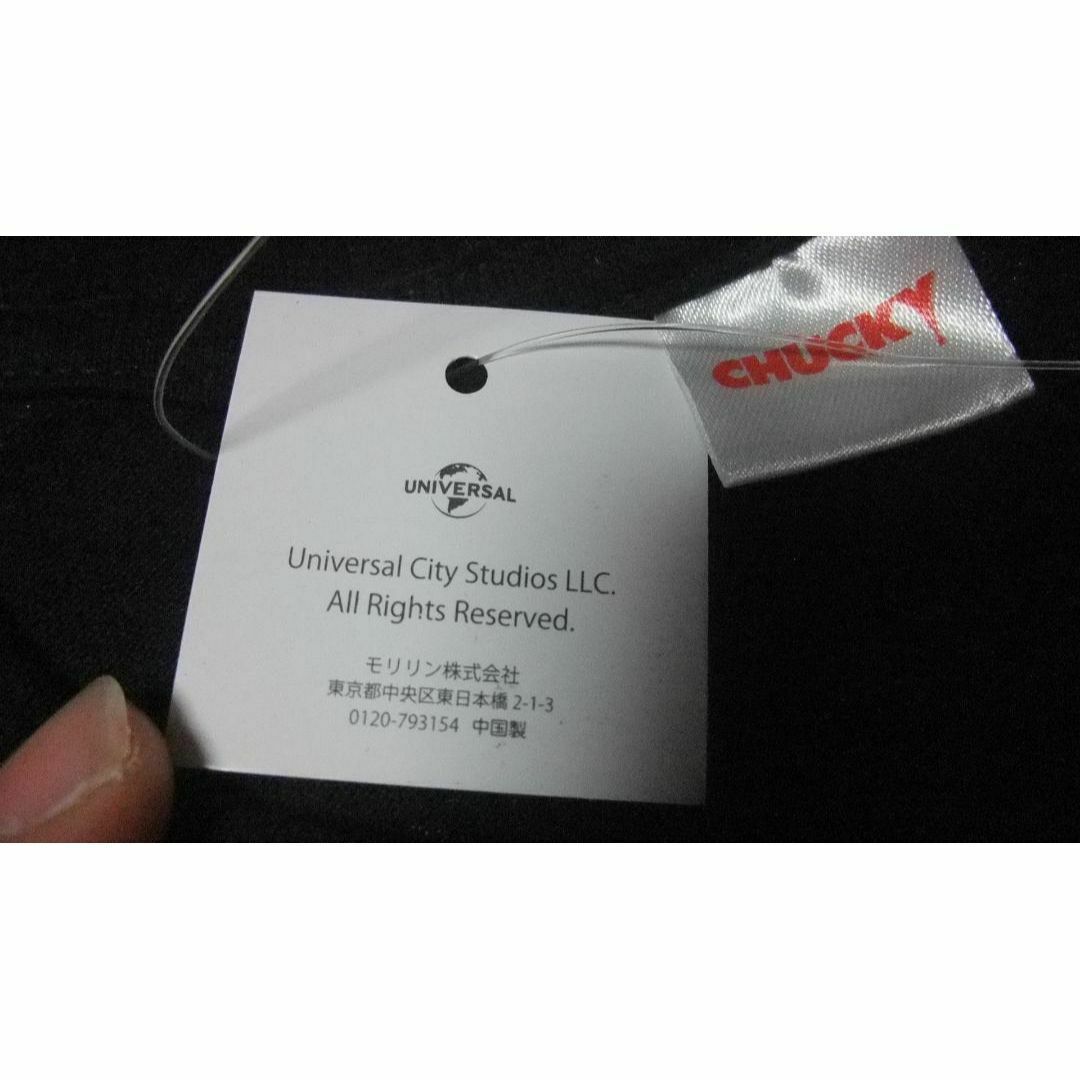 CHUCKY
UNIVERSAL
Universal City Studios LLC.
All Rights Reserved.
モリリン株式会社
東京都中央区東日本橋 2-1-3
0120-793154 中国製